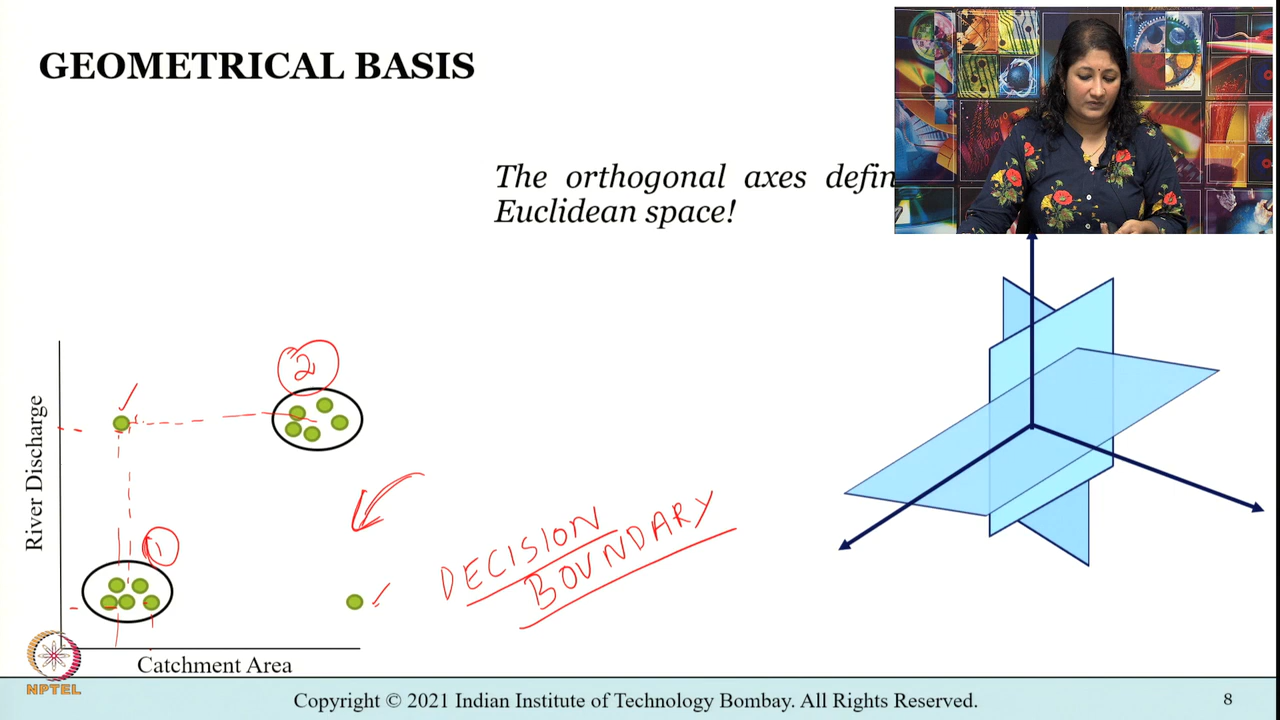 GEOMETRICAL BASIS
The orthogonal axes defin
Euclidean space!
2
River Discharge
1
DECISION
BOUNDARY
Catchment Area
NPTEL
Copyright © 2021 Indian Institute of Technology Bombay. All Rights Reserved.
8